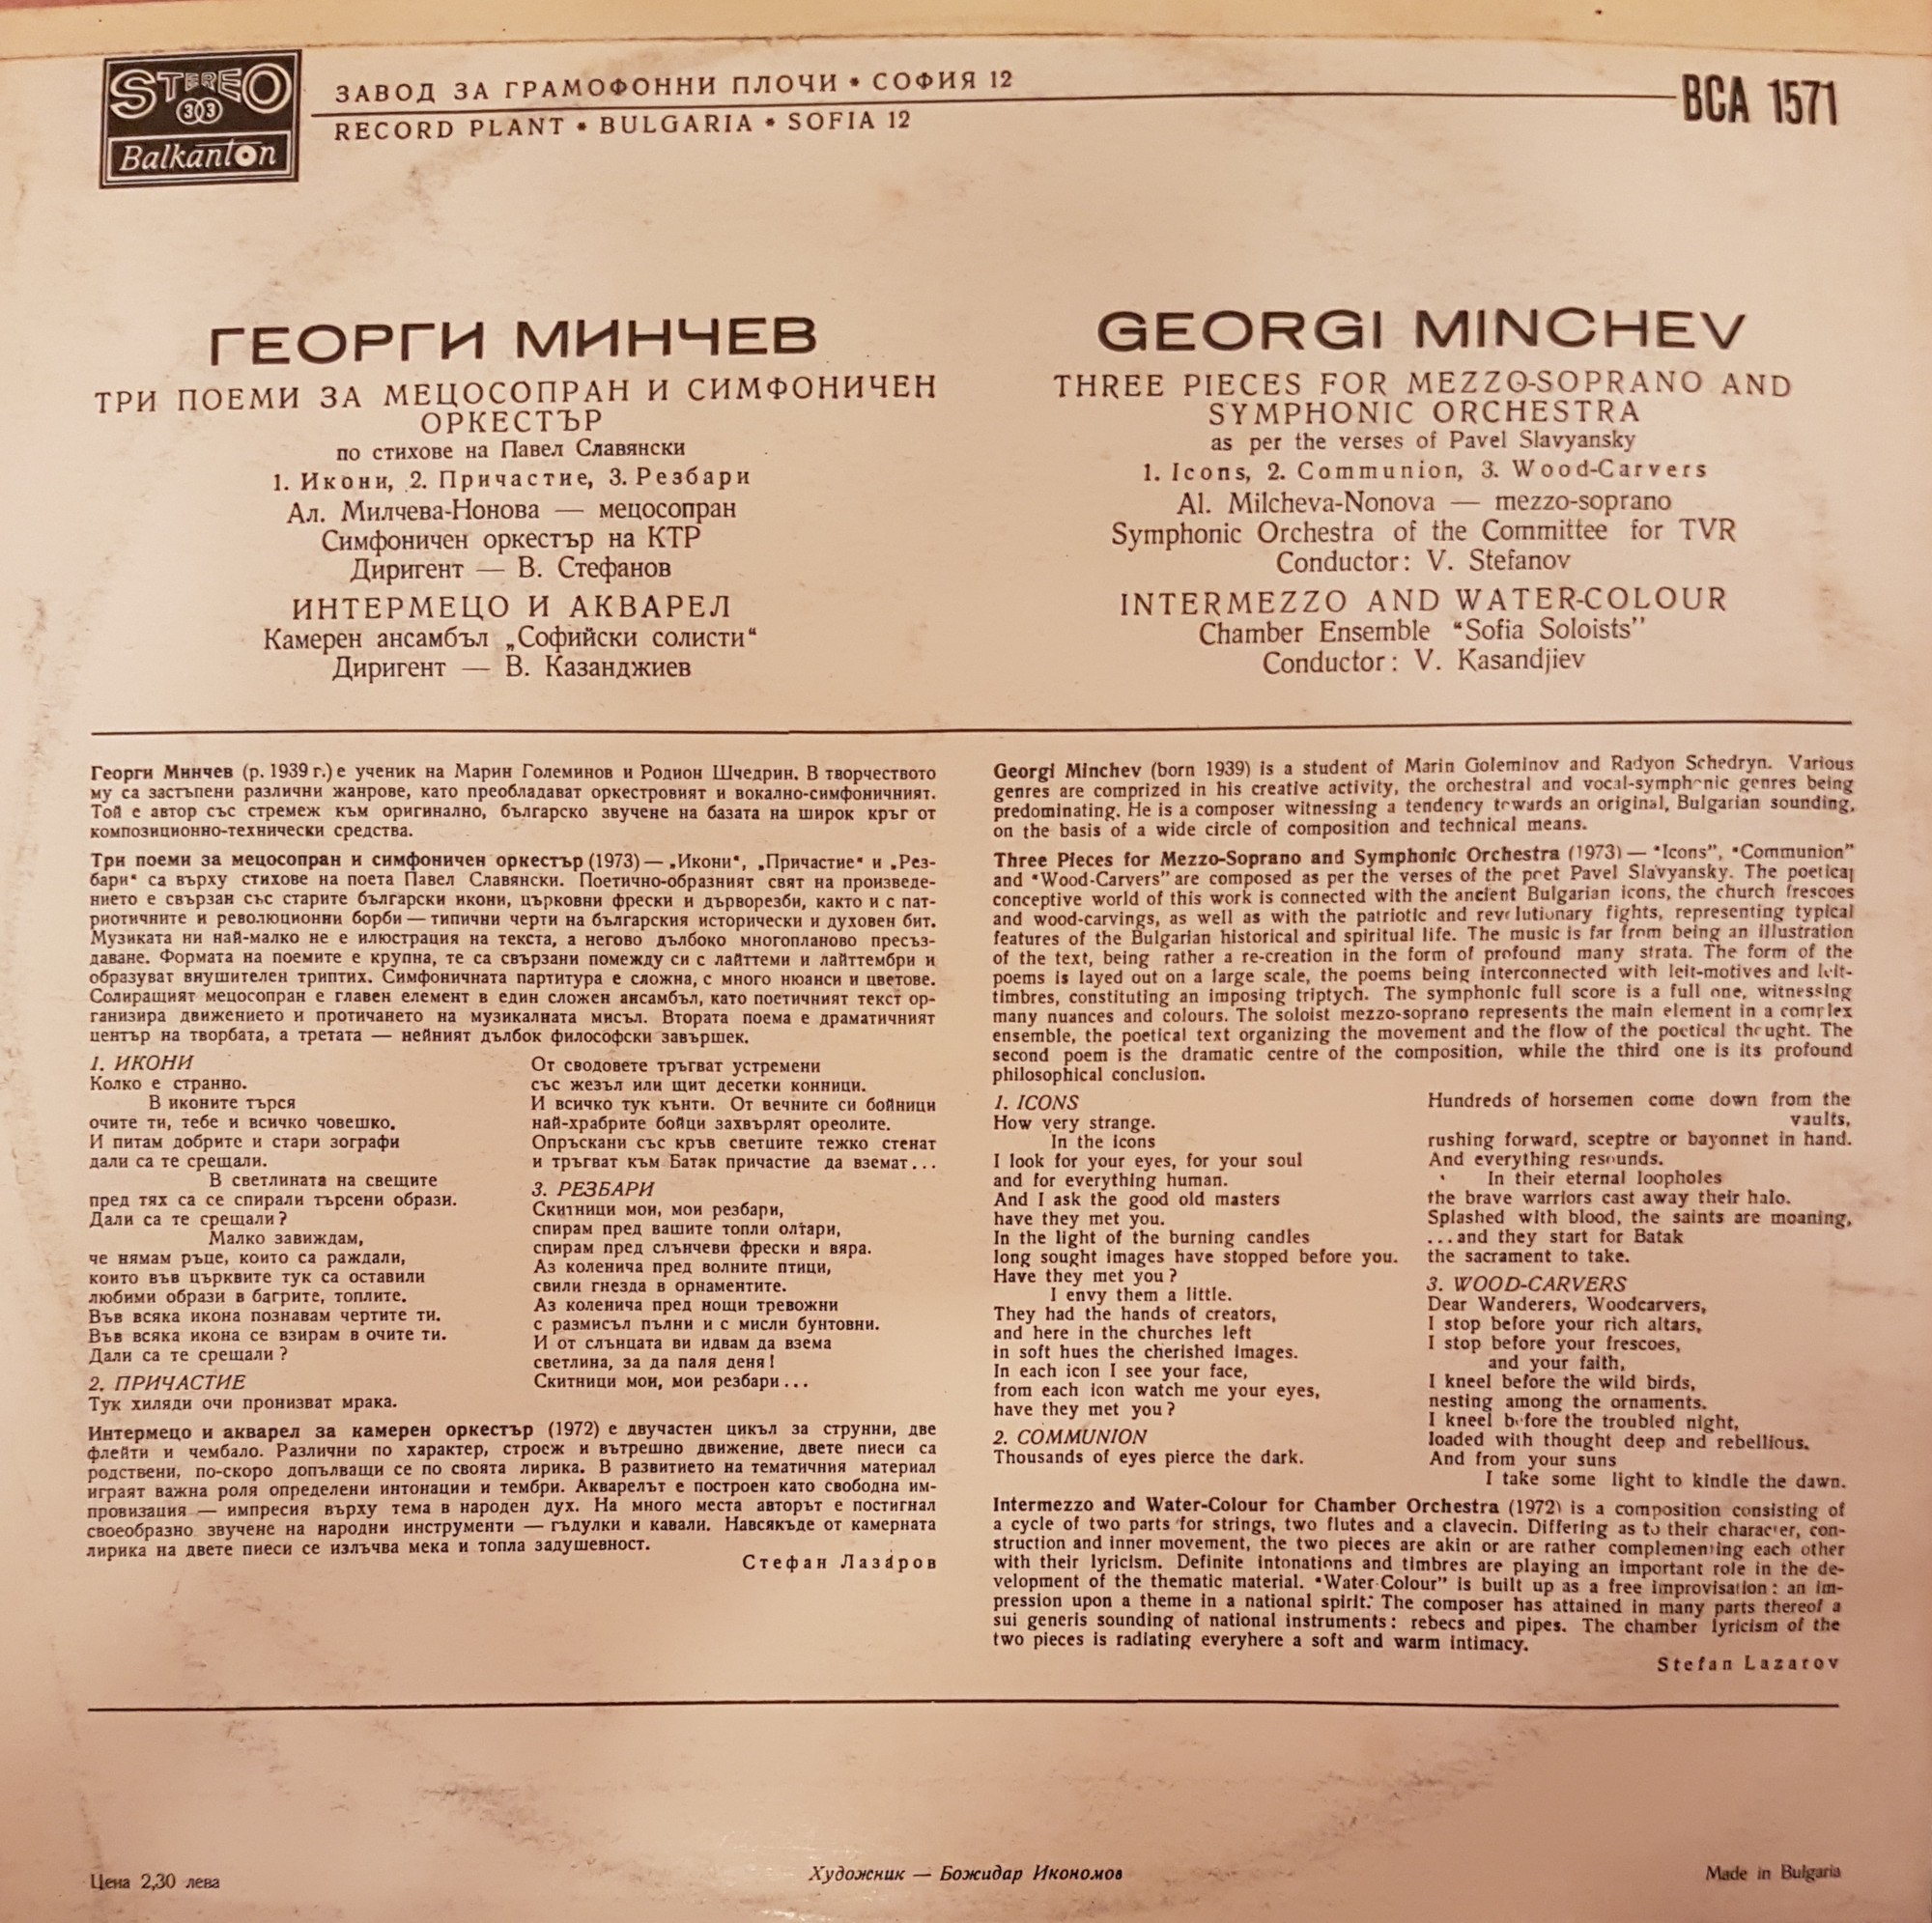 STEREO
33
Balkanton
ЗАВОД ЗА ГРАМОФОННИ ПЛОЧИ * СОФИЯ 12
RECORD PLANT * BULGARIA * SOFIA 12
ВСА 1571
ГЕОРГИ МИНЧЕВ
ТРИ ПОЕМИ ЗА МЕЦОСОПРАН И СИМФОНИЧЕН
ОРКЕСТЪР
по стихове на Павел Славянски
1. Икони, 2. Причастие, 3. Резбари
Ал. Милчева-Нонова — мецосопран
Симфоничен оркестър на КТР
Диригент — В. Стефанов
ИНТЕРМЕЦО И АКВАРЕЛ
Камерен ансамбъл „Софийски солисти“
Диригент — В. Казанджиев
GEORGI MINCHEV
THREE PIECES FOR MEZZO-SOPRANO AND
SYMPHONIC ORCHESTRA
as per the verses of Pavel Slavyansky
1. Icons, 2. Communion, 3. Wood-Carvers
Al. Milcheva-Nonova — mezzo-soprano
Symphonic Orchestra of the Committee for TVR
Conductor: V. Stefanov
INTERMEZZO AND WATER-COLOUR
Chamber Ensemble “Sofia Soloists”
Conductor: V. Kasandjiev
Георги Минчев (р. 1939 г.) е ученик на Марин Големинов и Родион Шчедрин. В творчеството
му са застъпени различни жанрове, като преобладават оркестровият и вокално-симфоничният.
Той е автор със стремеж към оригинално, българско звучене на базата на широк кръг от
композиционно-технически средства.
Три поеми за мецосопран и симфоничен оркестър (1973) — „Икони“, „Причастие“ и „Рез-
бари“ са върху стихове на поета Павел Славянски. Поетично-образният свят на произведе-
нието е свързан със старите български икони, църковни фрески и дърворезби, както и с пат-
риотичните и революционни борби — типични черти на българския исторически и духовен бит.
Музиката ни най-малко не е илюстрация на текста, а негово дълбоко многопланово пресъз-
даване. Формата на поемите е крупна, те са свързани помежду си с лайттеми и лайттембри и
образуват внушителен триптих. Симфоничната партитура е сложна, с много нюанси и цветове.
Солиращият мецосопран е главен елемент в един сложен ансамбъл, като поетичният текст ор-
ганизира движението и протичането на музикалната мисъл. Втората поема е драматичният
център на творбата, а третата — нейният дълбок философски завършек.
1. ИКОНИ
Колко е странно.
В иконите търся
очите ти, тебе и всичко човешко.
И питам добрите и стари зографи
дали са те срещали.
В светлината на свещите
пред тях са се спирали търсени образи.
Дали са те срещали?
Малко завиждам,
че нямам ръце, които са раждали,
които във църквите тук са оставили
любими образи в багрите, топлите.
Във всяка икона познавам чертите ти.
Във всяка икона се взирам в очите ти.
Дали са те срещали?
2. ПРИЧАСТИЕ
Тук хиляди очи пронизват мрака.
От сводовете тръгват устремени
със жезъл или щит десетки конници.
И всичко тук кънти. От вечните си бойници
най-храбрите бойци захвърлят ореолите.
Опръскани със кръв светците тежко стенат
и тръгват към Батак причастие да вземат...
3. РЕЗБАРИ
Скитници мои, мои резбари,
спирам пред вашите топли олтари,
спирам пред слънчеви фрески и вяра.
Аз коленича пред волните птици,
свили гнезда в орнаментите.
Аз коленича пред нощи тревожни
с размисъл пълни и с мисли бунтовни.
И от слънцата ви идвам да взема
светлина, за да паля деня!
Скитници мои, мои резбари...
Интермецо и акварел за камерен оркестър (1972) е двучастен цикъл за струнни, две
флейти и чембало. Различни по характер, строеж и вътрешно движение, двете пиеси са
родствени, по-скоро допълващи се по своята лирика. В развитието на тематичния материал
играят важна роля определени интонации и тембри. Акварелът е построен като свободна им-
провизация — импресия върху тема в народен дух. На много места авторът е постигнал
своеобразно звучене на народни инструменти — гъдулки и кавали. Навсякъде от камерната
лирика на двете пиеси се излъчва мека и топла задушевност.
Стефан Лазаров
Georgi Minchev (born 1939) is a student of Marin Goleminov and Radyon Schedryn. Various
genres are comprized in his creative activity, the orchestral and vocal-symphonic genres being
predominating. He is a composer witnessing a tendency towards an original, Bulgarian sounding,
on the basis of a wide circle of composition and technical means.
Three Pieces for Mezzo-Soprano and Symphonic Orchestra (1973) — “Icons”, “Communion”
and “Wood-Carvers” are composed as per the verses of the poet Pavel Slavyansky. The poetical
conceptive world of this work is connected with the ancient Bulgarian icons, the church frescoes
and wood-carvings, as well as with the patriotic and revolutionary fights, representing typical
features of the Bulgarian historical and spiritual life. The music is far from being an illustration
of the text, being rather a re-creation in the form of profound many strata. The form of the
poems is layed out on a large scale, the poems being interconnected with leit-motives and leit-
timbres, constituting an imposing triptych. The symphonic full score is a full one, witnessing
many nuances and colours. The soloist mezzo-soprano represents the main element in a complex
ensemble, the poetical text organizing the movement and the flow of the poetical thought. The
second poem is the dramatic centre of the composition, while the third one is its profound
philosophical conclusion.
1. ICONS
How very strange.
In the icons
I look for your eyes, for your soul
and for everything human.
And I ask the good old masters
have they met you.
In the light of the burning candles
long sought images have stopped before you.
Have they met you?
I envy them a little.
They had the hands of creators,
and here in the churches left
in soft hues the cherished images.
In each icon I see your face,
from each icon watch me your eyes,
have they met you?
2. COMMUNION
Thousands of eyes pierce the dark.
Hundreds of horsemen come down from the
vaults,
rushing forward, sceptre or bayonnet in hand.
And everything resounds.
In their eternal loopholes
the brave warriors cast away their halo.
Splashed with blood, the saints are moaning,
...and they start for Batak
the sacrament to take.
3. WOOD-CARVERS
Dear Wanderers, Woodcarvers,
I stop before your rich altars,
I stop before your frescoes,
and your faith,
I kneel before the wild birds,
nesting among the ornaments.
I kneel before the troubled night,
loaded with thought deep and rebellious.
And from your suns
I take some light to kindle the dawn.
Intermezzo and Water-Colour for Chamber Orchestra (1972) is a composition consisting of
a cycle of two parts for strings, two flutes and a clavecin. Differing as to their character, con-
struction and inner movement, the two pieces are akin or are rather complementing each other
with their lyricism. Definite intonations and timbres are playing an important role in the de-
velopment of the thematic material. “Water-Colour” is built up as a free improvisation: an im-
pression upon a theme in a national spirit. The composer has attained in many parts thereof a
sui generis sounding of national instruments: rebecs and pipes. The chamber lyricism of the
two pieces is radiating everyhere a soft and warm intimacy.
Stefan Lazarov
Цена 2,30 лева
Художник — Божидар Икономов
Made in Bulgaria